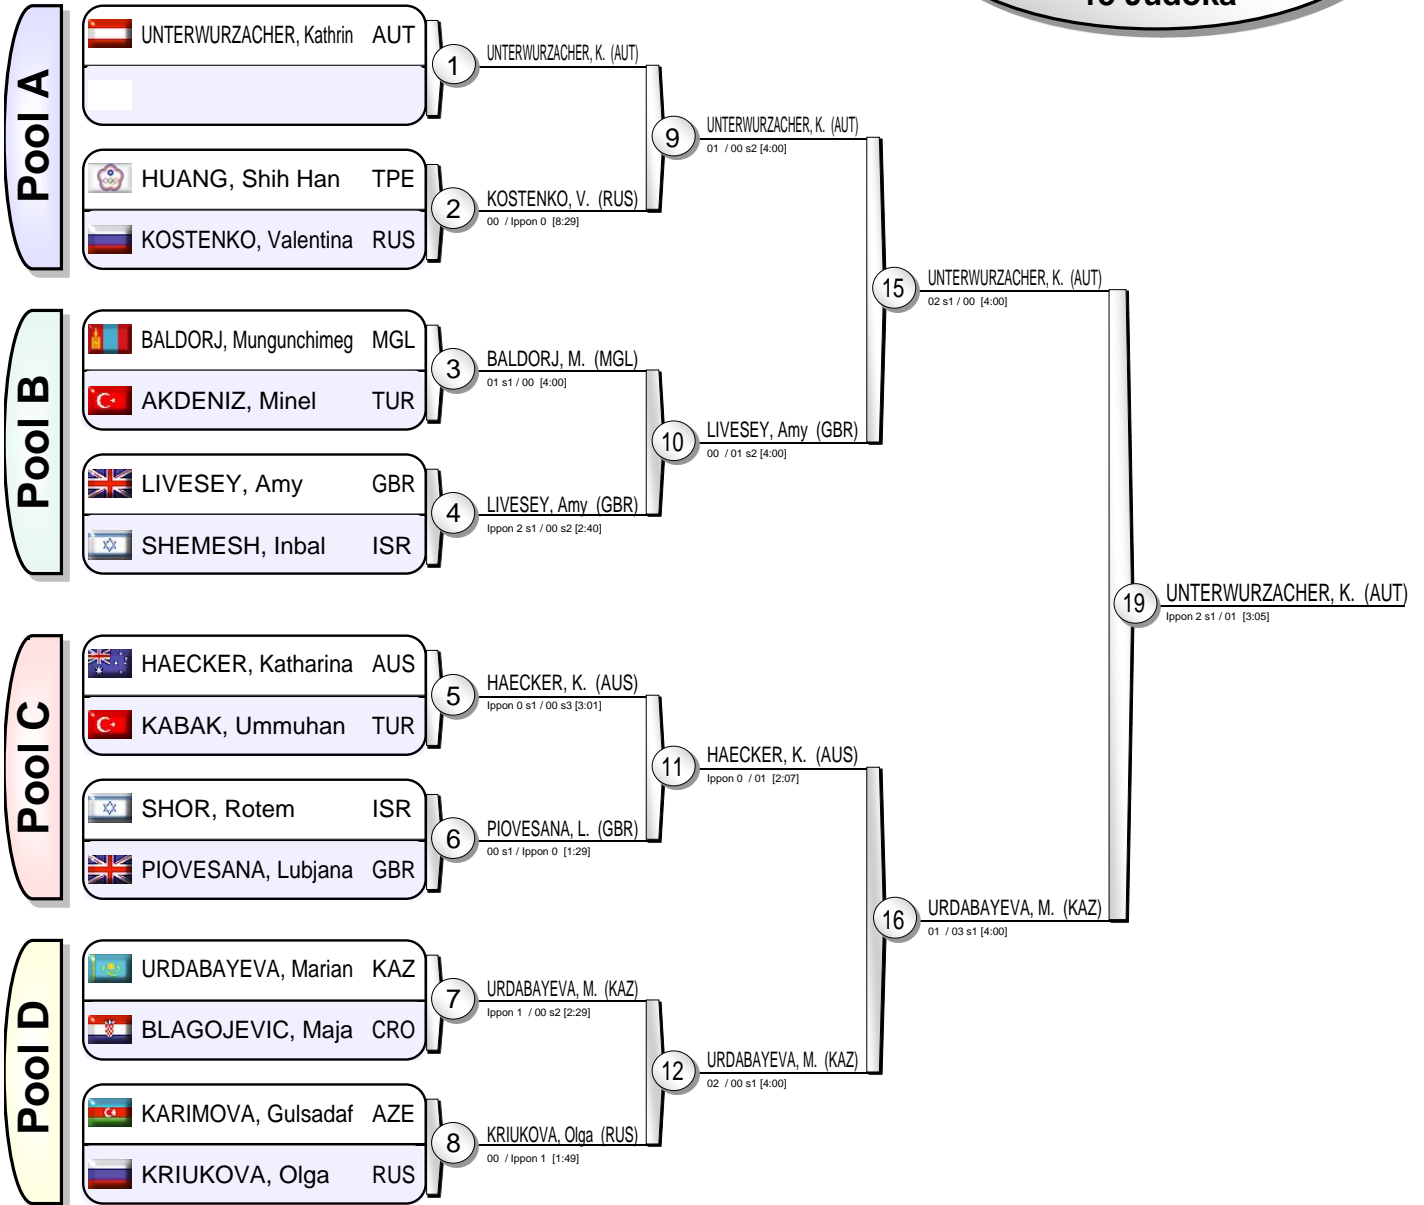 15 Judoka
Pool A
UNTERWURZACHER, Kathrin AUT
HUANG, Shih Han TPE
KOSTENKO, Valentina RUS
1
UNTERWURZACHER, K. (AUT)
2
KOSTENKO, V. (RUS)
00 / Ippon 0 [8:29]
9
UNTERWURZACHER, K. (AUT)
01 / 00 s2 [4:00]
Pool B
BALDORJ, Mungunchimeg MGL
AKDENIZ, Minel TUR
LIVESEY, Amy GBR
SHEMESH, Inbal ISR
3
BALDORJ, M. (MGL)
01 s1 / 00 [4:00]
4
LIVESEY, Amy (GBR)
Ippon 2 s1 / 00 s2 [2:40]
10
LIVESEY, Amy (GBR)
00 / 01 s2 [4:00]
15
UNTERWURZACHER, K. (AUT)
02 s1 / 00 [4:00]
Pool C
HAECKER, Katharina AUS
KABAK, Ummuhan TUR
SHOR, Rotem ISR
PIOVESANA, Lubjana GBR
5
HAECKER, K. (AUS)
Ippon 0 s1 / 00 s3 [3:01]
6
PIOVESANA, L. (GBR)
00 s1 / Ippon 0 [1:29]
11
HAECKER, K. (AUS)
Ippon 0 / 01 [2:07]
Pool D
URDABAYEVA, Marian KAZ
BLAGOJEVIC, Maja CRO
KARIMOVA, Gulsadaf AZE
KRIUKOVA, Olga RUS
7
URDABAYEVA, M. (KAZ)
Ippon 1 / 00 s2 [2:29]
8
KRIUKOVA, Olga (RUS)
00 / Ippon 1 [1:49]
12
URDABAYEVA, M. (KAZ)
02 / 00 s1 [4:00]
16
URDABAYEVA, M. (KAZ)
01 / 03 s1 [4:00]
19
UNTERWURZACHER, K. (AUT)
Ippon 2 s1 / 01 [3:05]